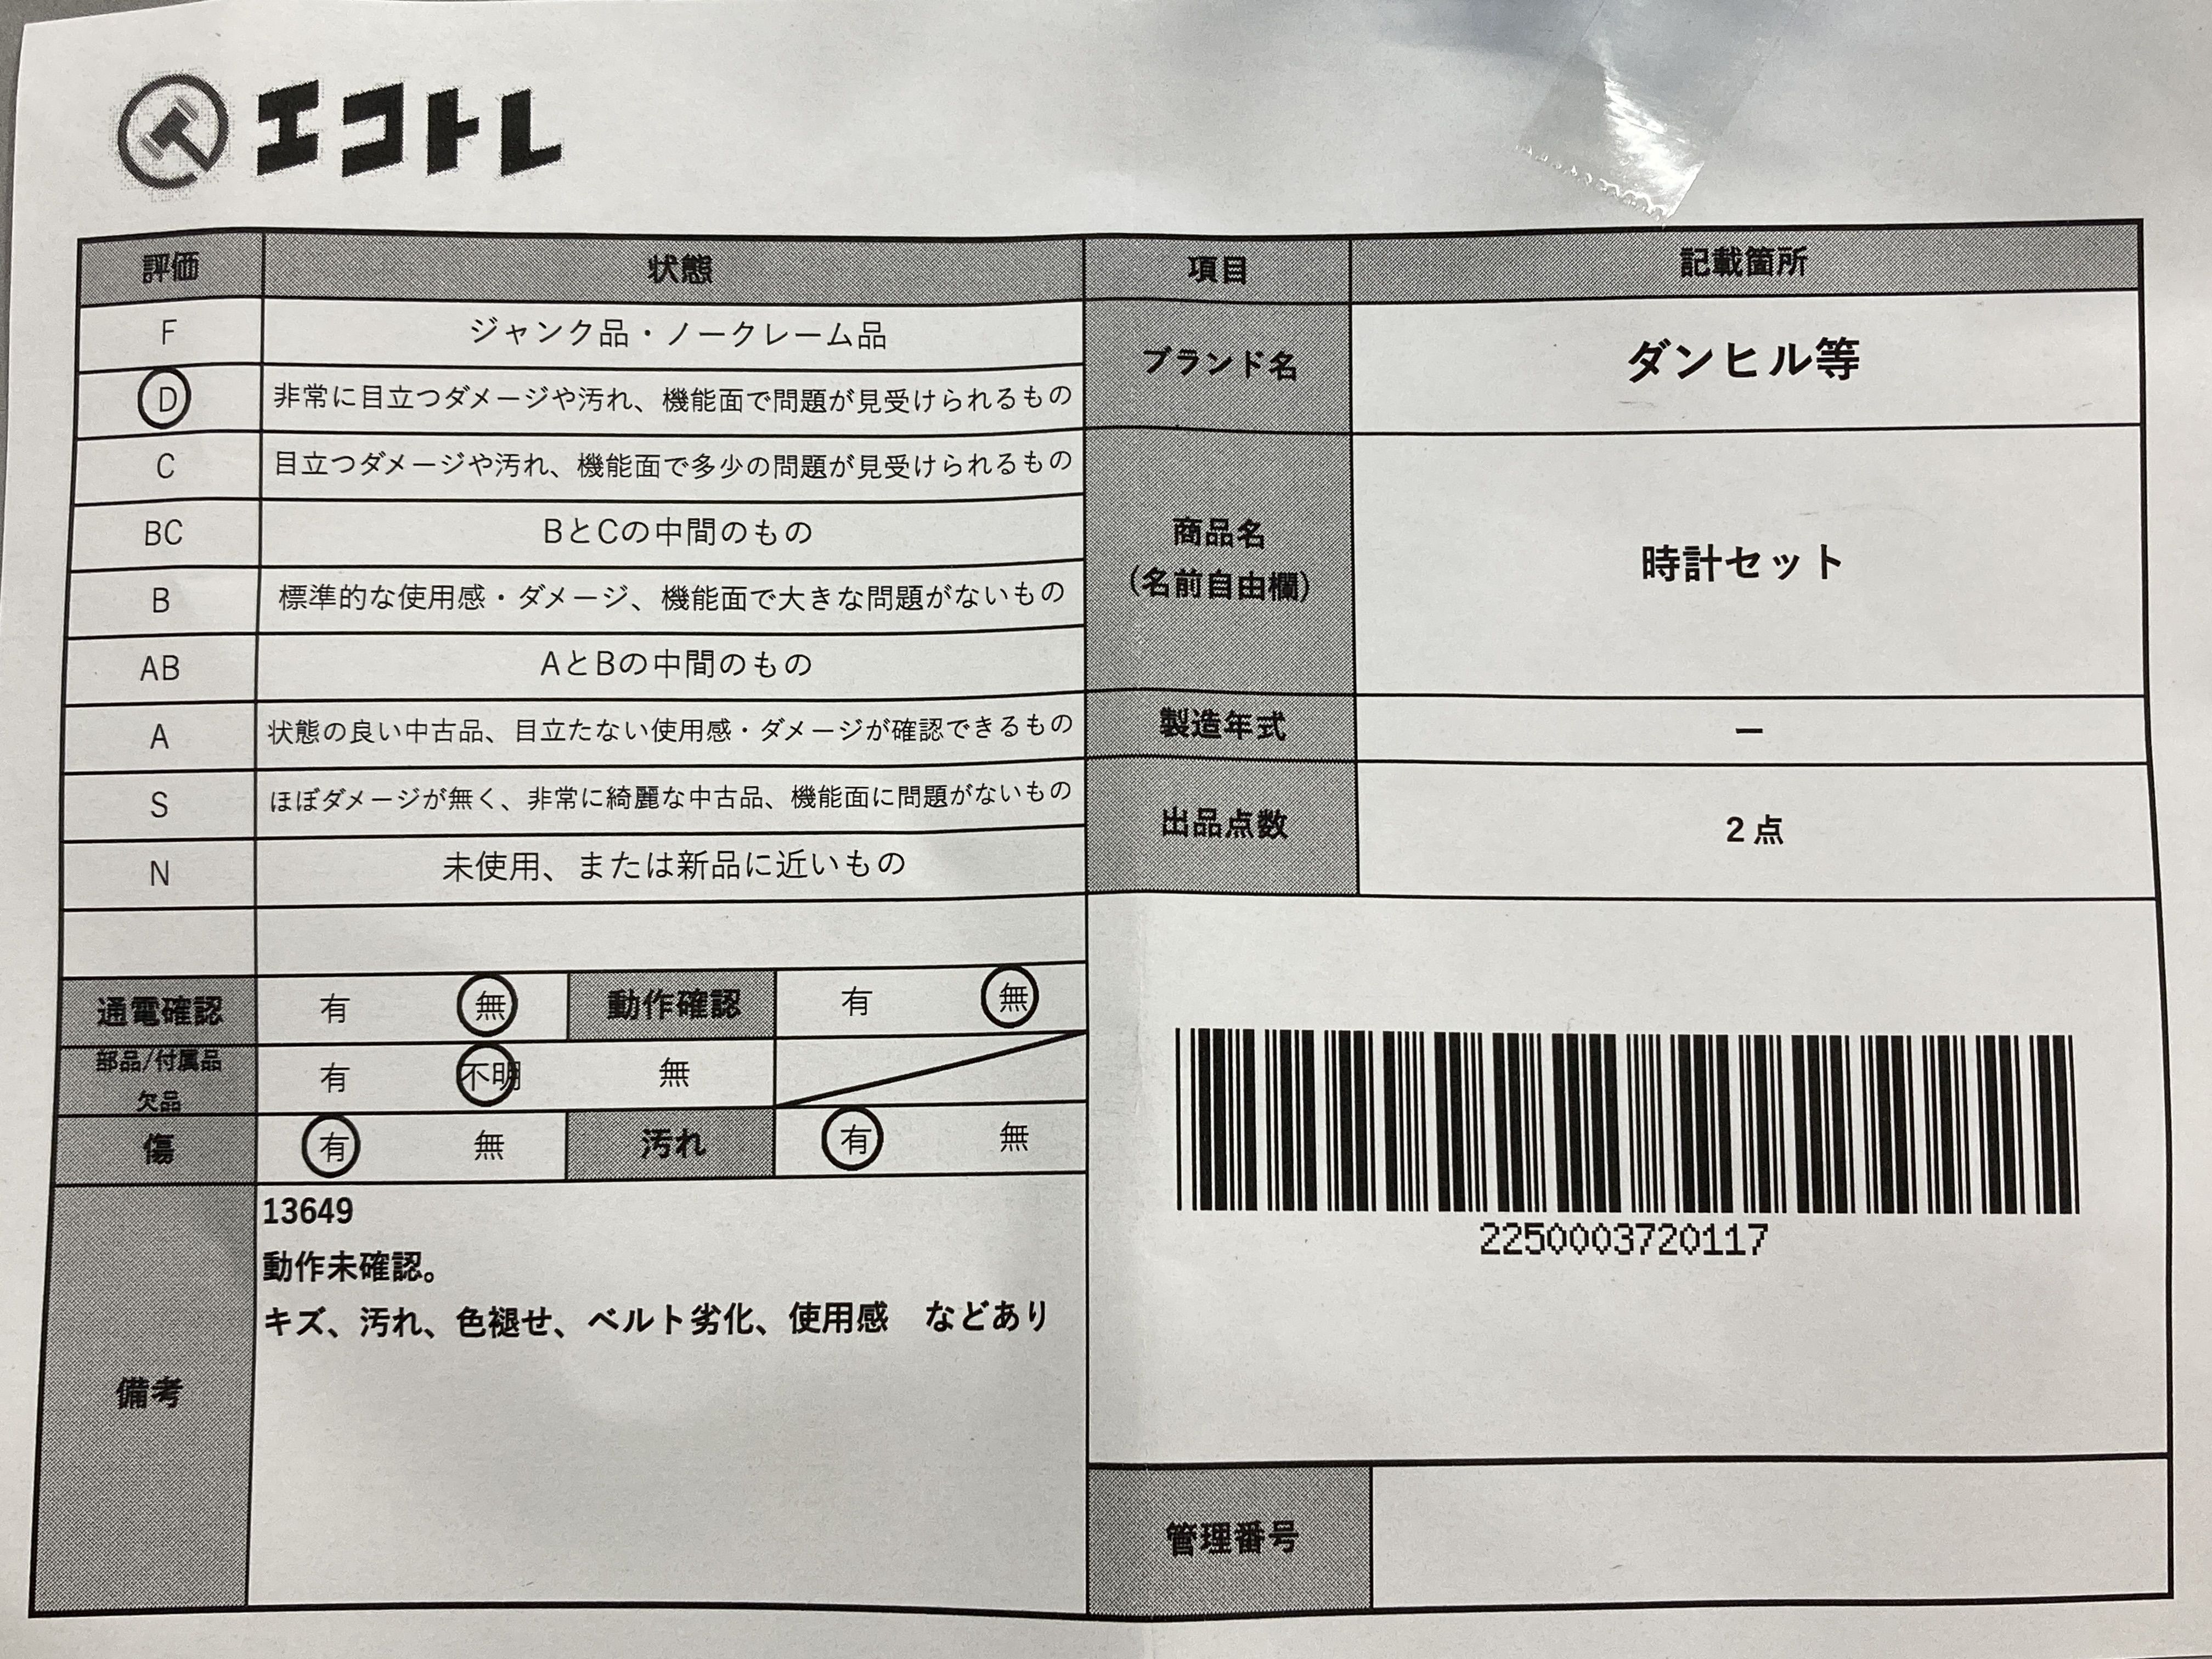 エコトレ
評価 状態
F ジャンク品・ノークレーム品
D 非常に目立つダメージや汚れ、機能面で問題が見受けられるもの
C 目立つダメージや汚れ、機能面で多少の問題が見受けられるもの
BC BとCの中間のもの
B 標準的な使用感・ダメージ、機能面で大きな問題がないもの
AB AとBの中間のもの
A 状態の良い中古品、目立たない使用感・ダメージが確認できるもの
S ほぼダメージが無く、非常に綺麗な中古品、機能面に問題がないもの
N 未使用、または新品に近いもの
通電確認 有 無 動作確認 有 無
部品/付属品
欠品 有 不明 無
傷 有 無 汚れ 有 無
備考
13649
動作未確認。
キズ、汚れ、色褪せ、ベルト劣化、使用感　などあり
項目 記載箇所
ブランド名 ダンヒル等
商品名
（名前自由欄）
時計セット
製造年式 ー
出品点数 2点
2250003720117
管理番号